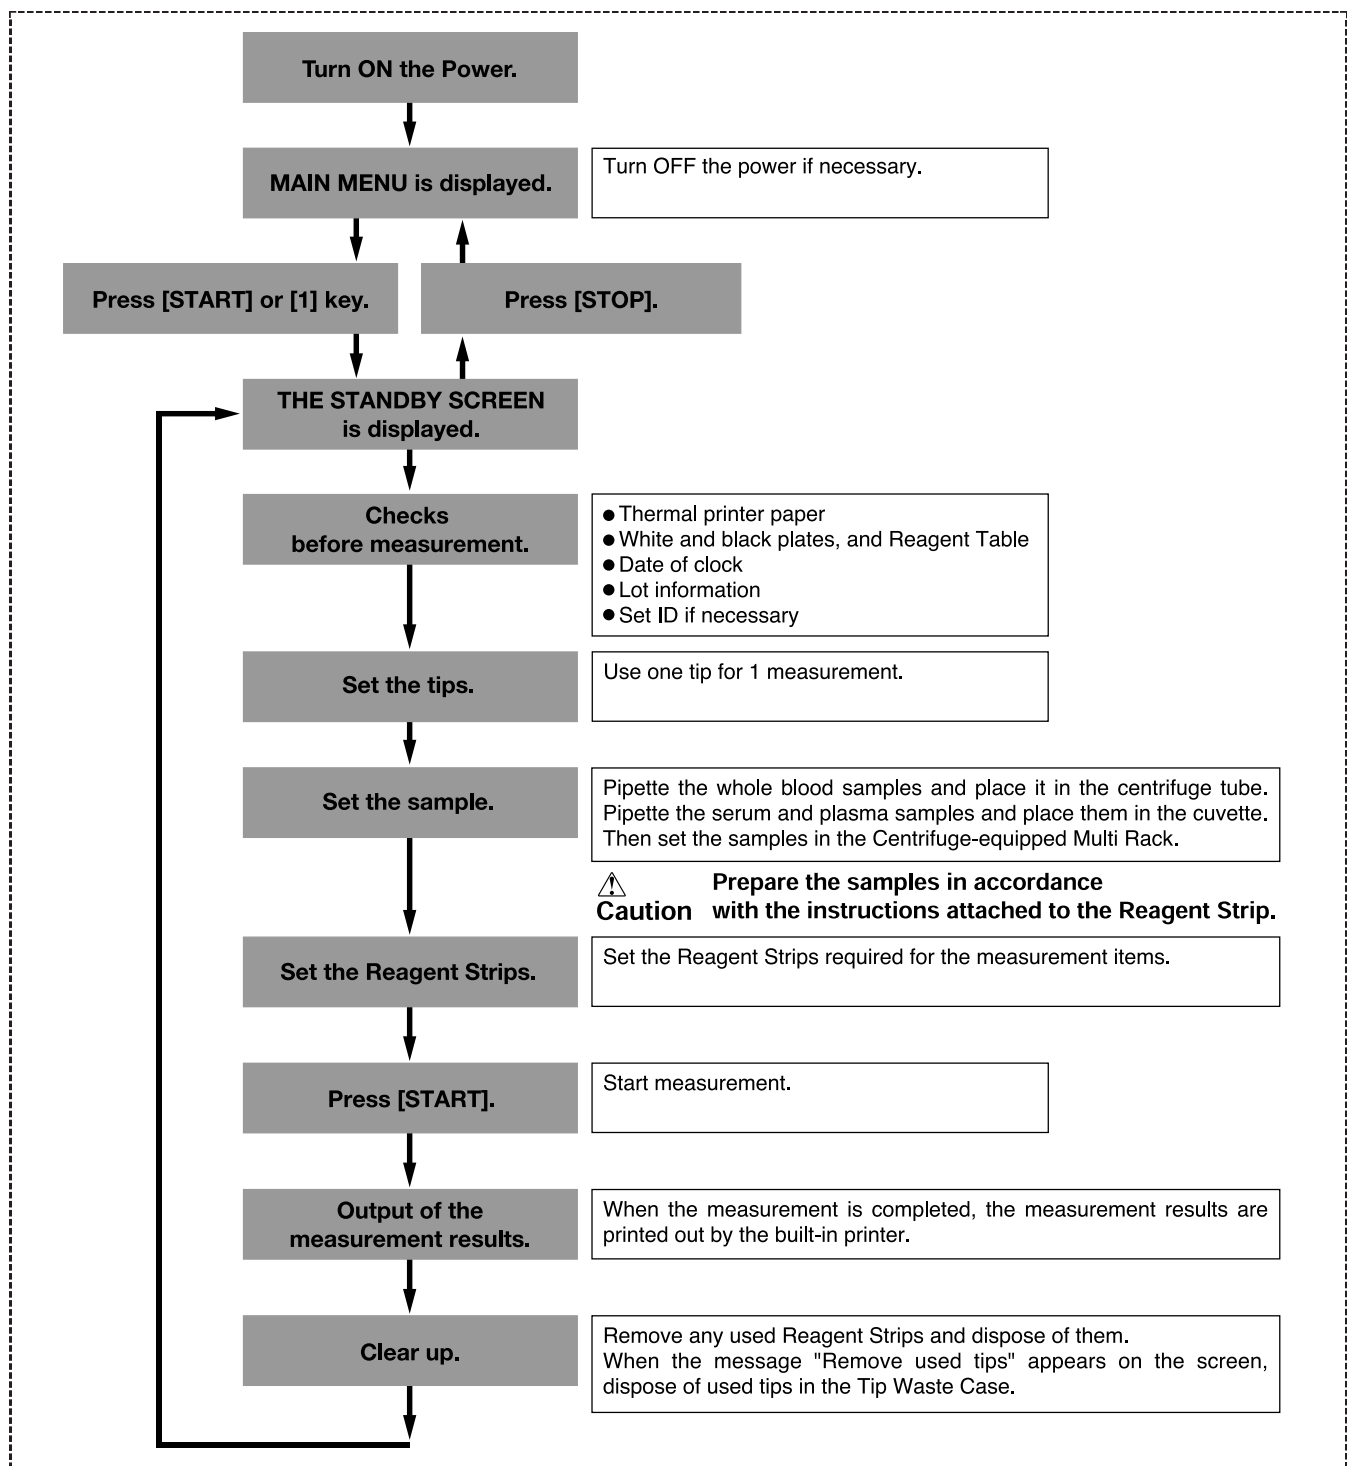 Turn ON the Power.
MAIN MENU is displayed.
Turn OFF the power if necessary.
Press [START] or [1] key.
Press [STOP].
THE STANDBY SCREEN
is displayed.
Checks
before measurement.
● Thermal printer paper
● White and black plates, and Reagent Table
● Date of clock
● Lot information
● Set ID if necessary
Set the tips.
Use one tip for 1 measurement.
Set the sample.
Pipette the whole blood samples and place it in the centrifuge tube.
Pipette the serum and plasma samples and place them in the cuvette.
Then set the samples in the Centrifuge-equipped Multi Rack.
⚠
Caution
Prepare the samples in accordance
with the instructions attached to the Reagent Strip.
Set the Reagent Strips.
Set the Reagent Strips required for the measurement items.
Press [START].
Start measurement.
Output of the
measurement results.
When the measurement is completed, the measurement results are
printed out by the built-in printer.
Clear up.
Remove any used Reagent Strips and dispose of them.
When the message "Remove used tips" appears on the screen,
dispose of used tips in the Tip Waste Case.